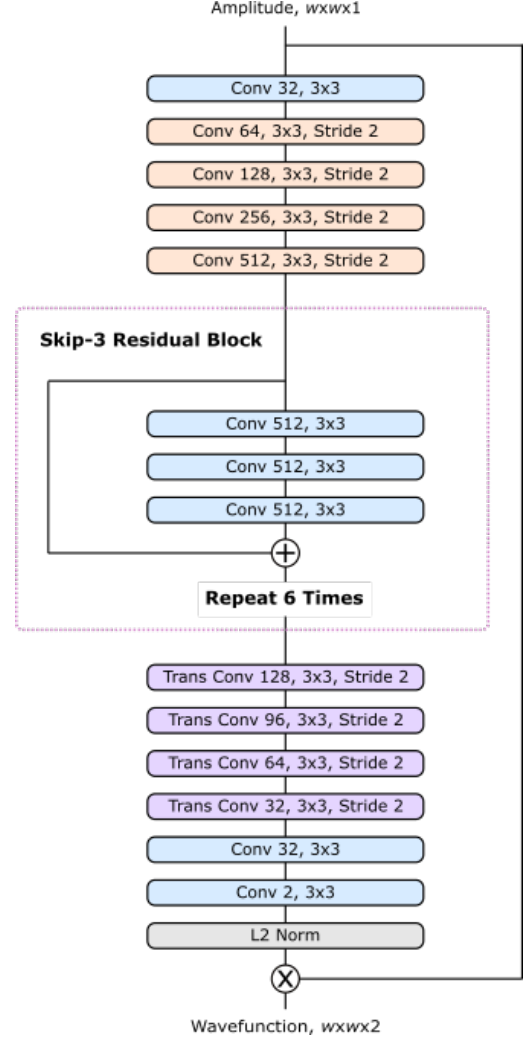 Amplitude, wxwx1
Conv 32, 3x3
Conv 64, 3x3, Stride 2
Conv 128, 3x3, Stride 2
Conv 256, 3x3, Stride 2
Conv 512, 3x3, Stride 2
Skip-3 Residual Block
Conv 512, 3x3
Conv 512, 3x3
Conv 512, 3x3
+
Repeat 6 Times
Trans Conv 128, 3x3, Stride 2
Trans Conv 96, 3x3, Stride 2
Trans Conv 64, 3x3, Stride 2
Trans Conv 32, 3x3, Stride 2
Conv 32, 3x3
Conv 2, 3x3
L2 Norm
X
Wavefunction, wxwx2